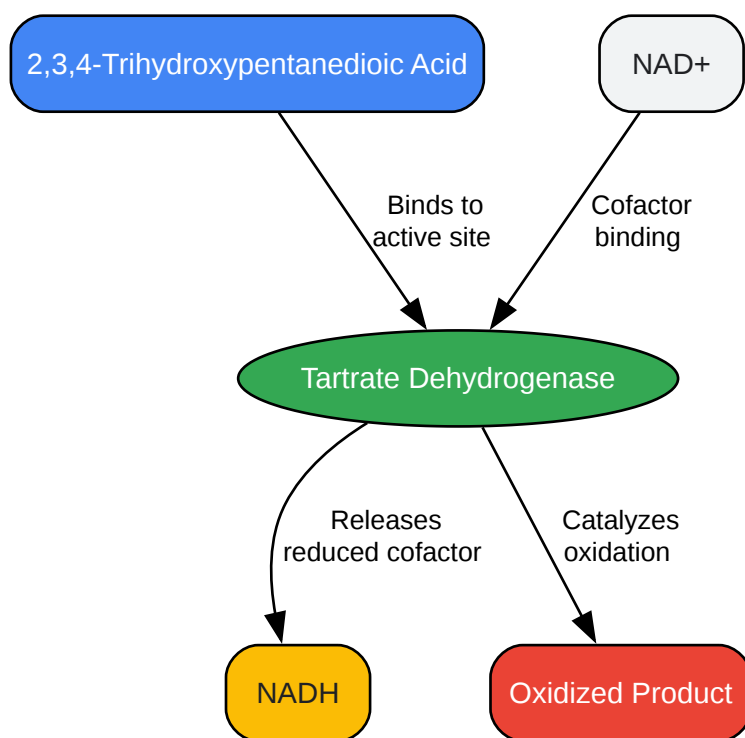 2,3,4-Trihydroxypentanedioic Acid
NAD+
Binds to
active site
Cofactor
binding
Tartrate Dehydrogenase
Releases
reduced cofactor
Catalyzes
oxidation
NADH
Oxidized Product